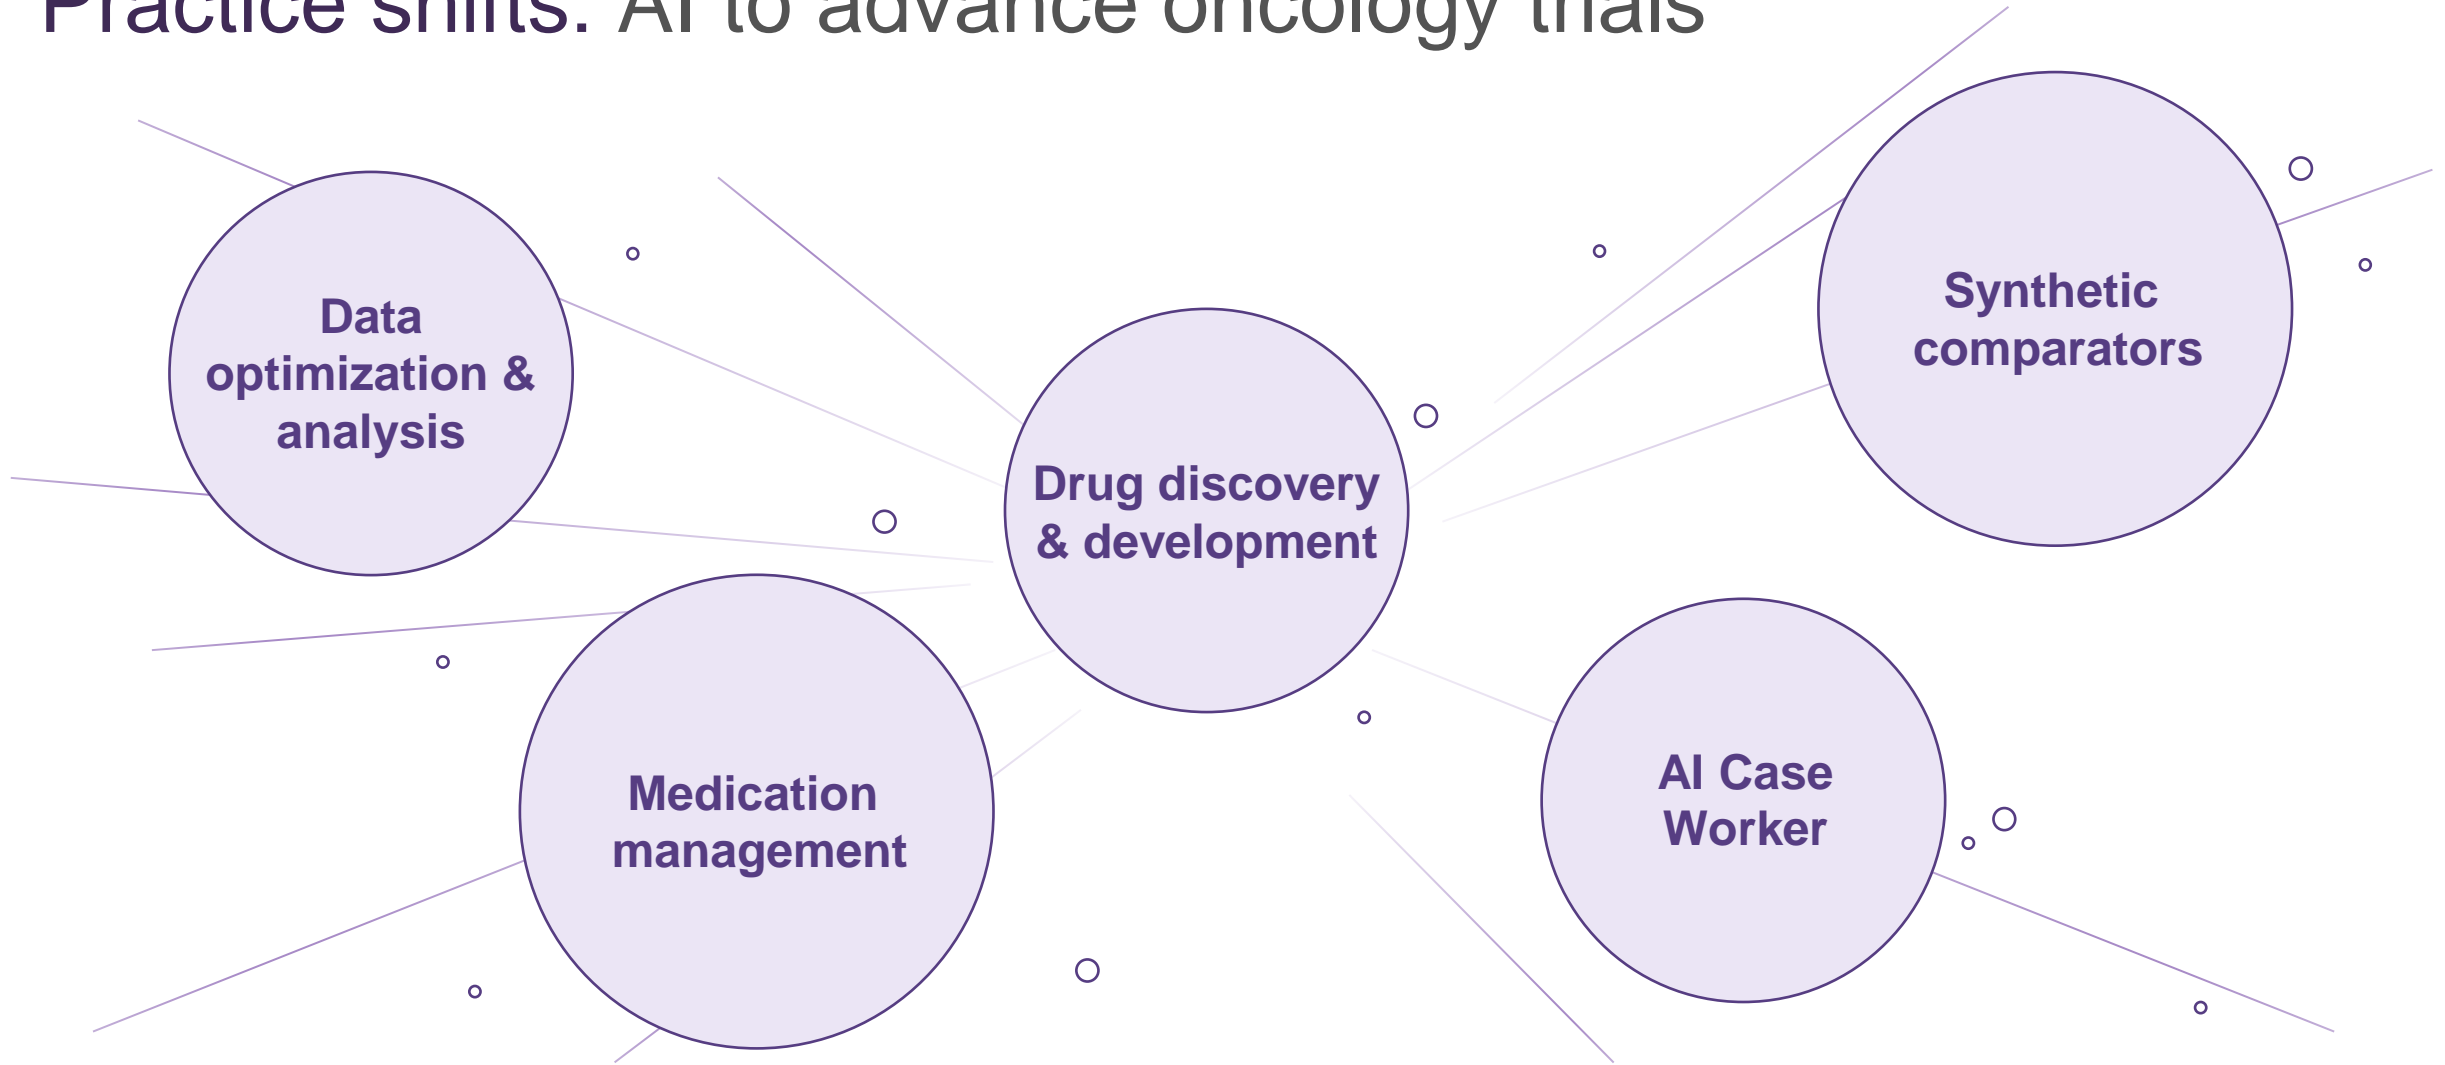 Practice shifts: AI to advance oncology trials
Data
optimization &
analysis
Drug discovery
& development
Synthetic
comparators
Medication
management
AI Case
Worker